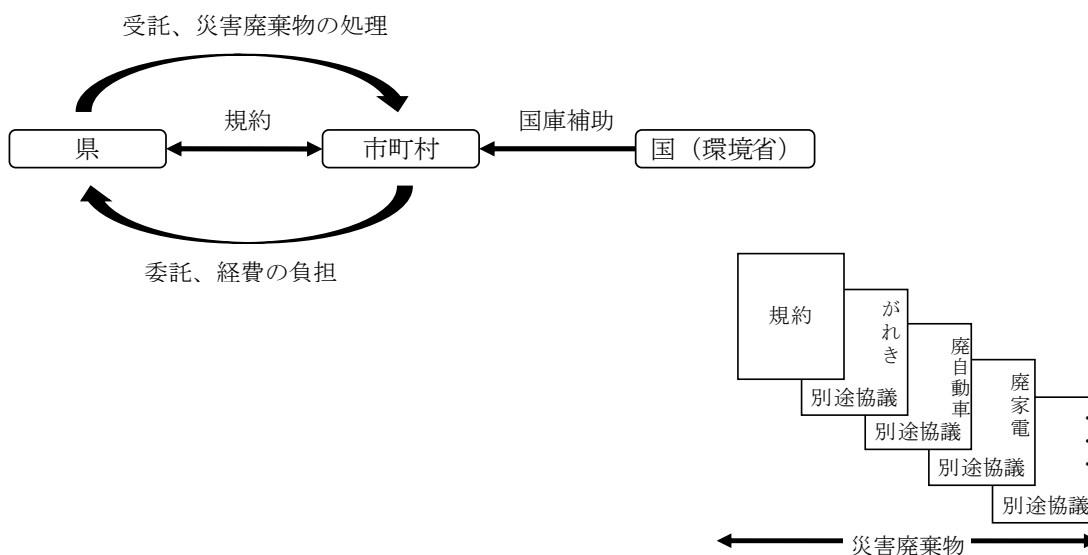 受託、災害廃棄物の処理
規約
国庫補助
県
市町村
国（環境省）
委託、経費の負担
規約
がれき
別途協議
廃自動車
別途協議
廃家電
別途協議
・・・
別途協議
災害廃棄物